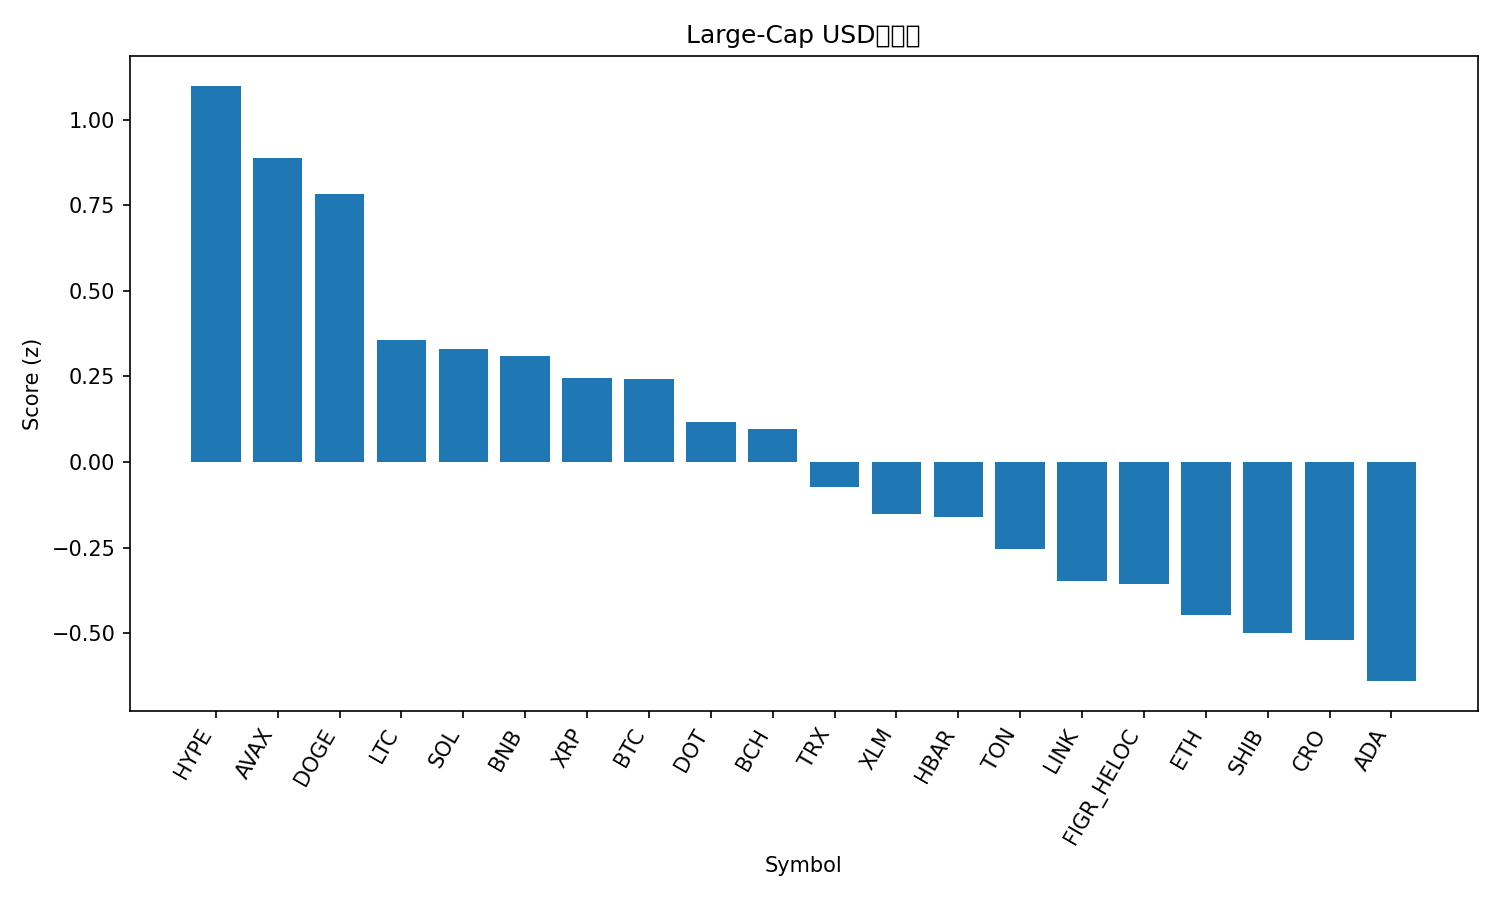 Large-Cap USD
Score (z)
1.00
0.75
0.50
0.25
0.00
−0.25
−0.50
HYPE
AVAX
DOGE
LTC
SOL
BNB
XRP
BTC
DOT
BCH
TRX
XLM
HBAR
TON
LINK
FIGR_HELOC
ETH
SHIB
CRO
ADA
Symbol